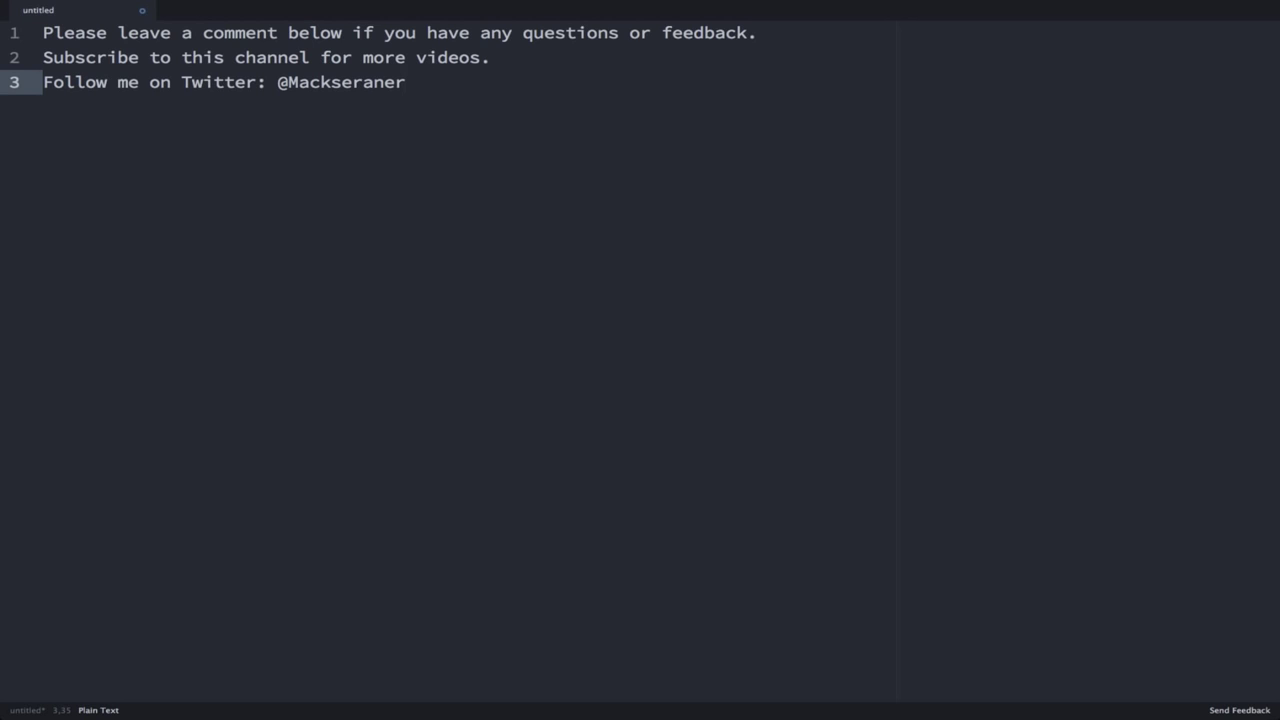 untitled
1 Please leave a comment below if you have any questions or feedback.
2 Subscribe to this channel for more videos.
3 Follow me on Twitter: @Mackseraner
untitled* 3,35 Plain Text Send Feedback